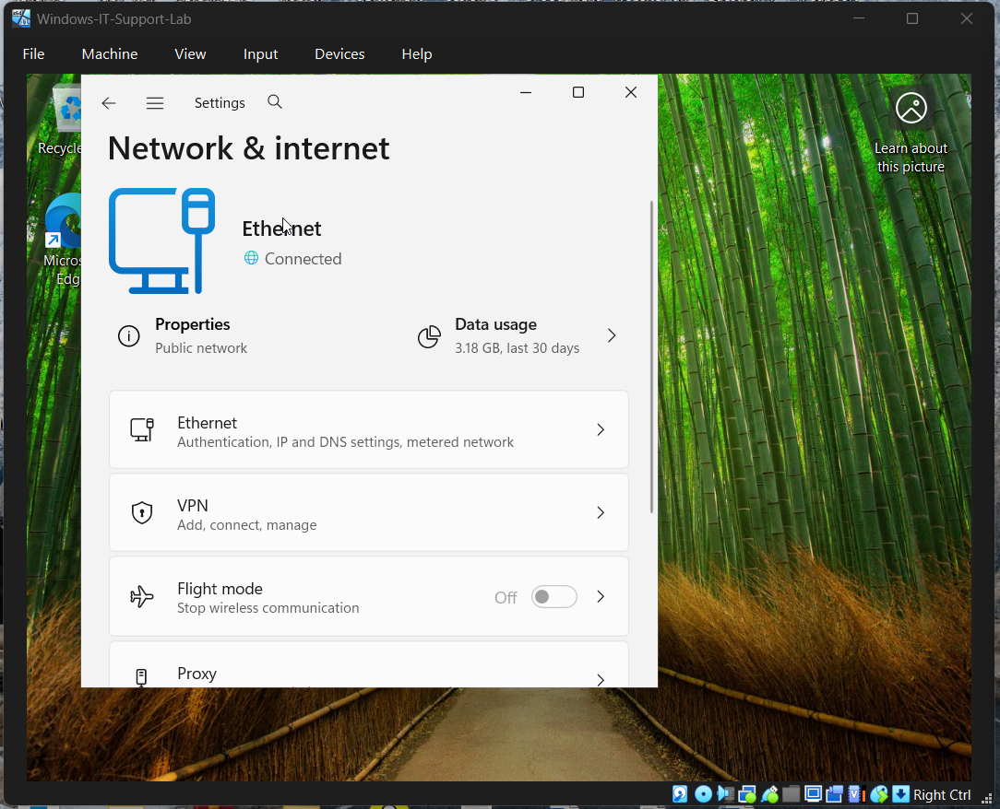 Windows-IT-Support-Lab
File Machine View Input Devices Help
Settings
Network & internet
Ethernet
Connected
Properties
Public network
Data usage
3.18 GB, last 30 days
Ethernet
Authentication, IP and DNS settings, metered network
VPN
Add, connect, manage
Flight mode
Stop wireless communication
Off
Proxy
Recycle
Micros
Edg
Learn about
this picture
Right Ctrl